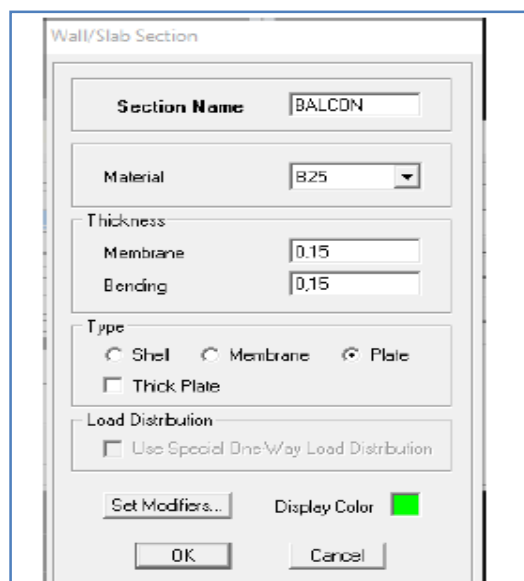 Wall/Slab Section
Section Name BALCON
Material B25
Thickness
Membrane 0.15
Bending 0,15
Type
Shell Membrane Plate
Thick Plate
Load Distribution
Use Special One-Way Load Distribution
Set Modifiers... Display Color
OK Cancel